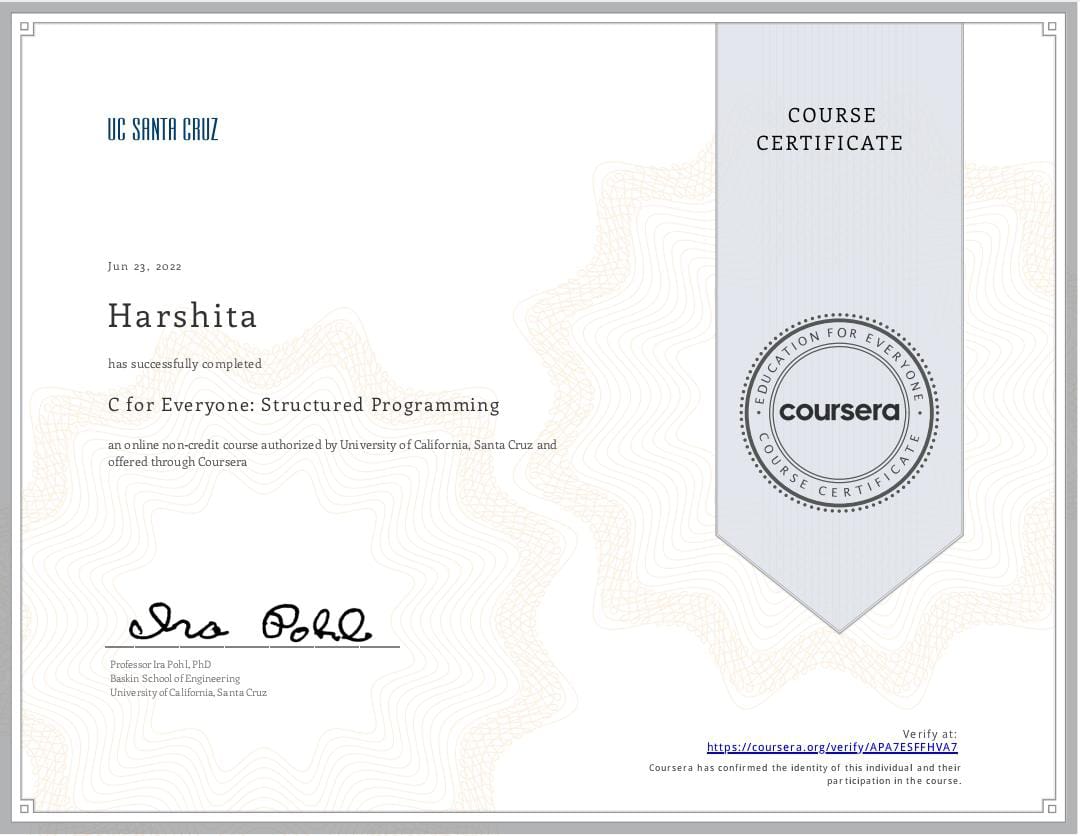 UC SANTA CRUZ
COURSE
CERTIFICATE
Jun 23, 2022
Harshita
has successfully completed
C for Everyone: Structured Programming
an online non-credit course authorized by University of California, Santa Cruz and
offered through Coursera
EDUCATION FOR EVERYONE
coursera
COURSE CERTIFICATE
Ira Pohl
Professor Ira Pohl, PhD
Baskin School of Engineering
University of California, Santa Cruz
Verify at:
https://coursera.org/verify/APA7ESFFHVA7
Coursera has confirmed the identity of this individual and their
participation in the course.